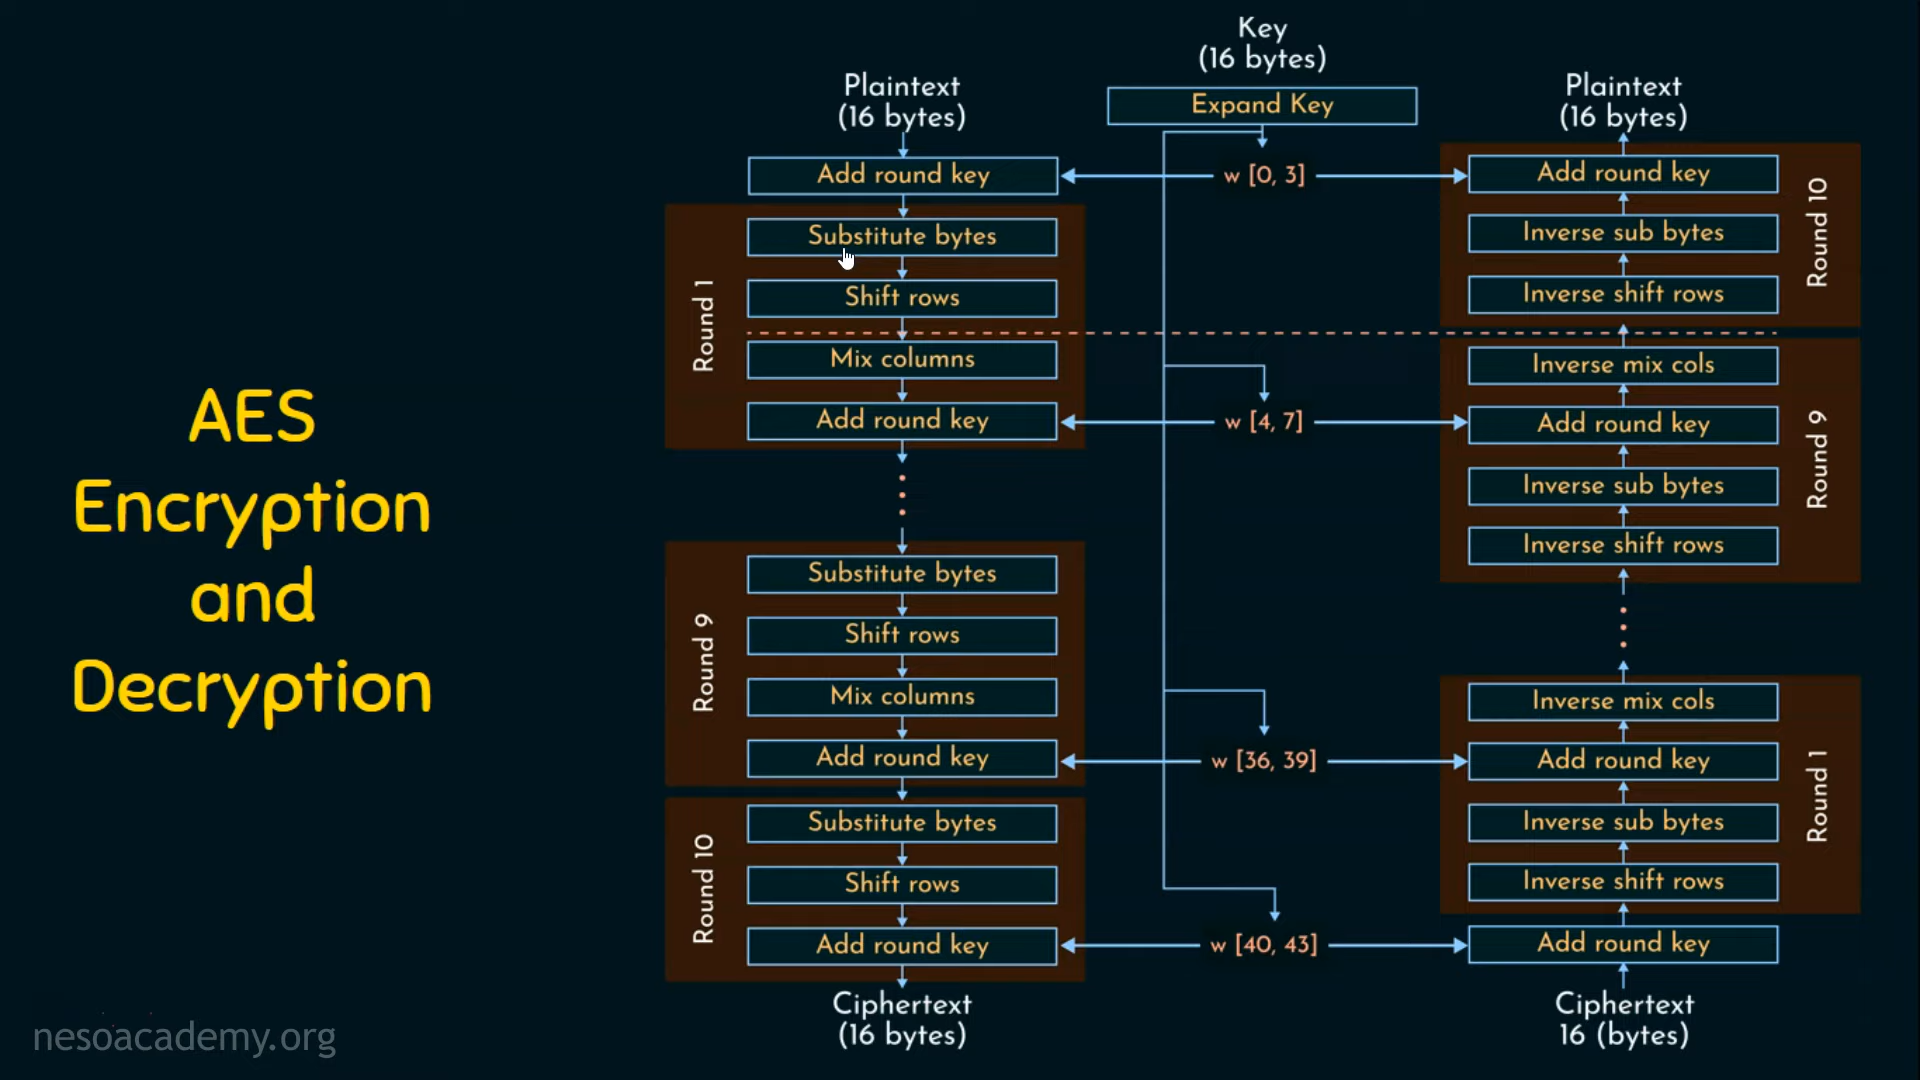 AES
Encryption
and
Decryption
Plaintext
(16 bytes)
Add round key
Round 1
Substitute bytes
Shift rows
Mix columns
Add round key
Round 9
Substitute bytes
Shift rows
Mix columns
Add round key
Round 10
Substitute bytes
Shift rows
Add round key
Ciphertext
(16 bytes)
Key
(16 bytes)
Expand Key
w [0, 3]
w [4, 7]
w [36, 39]
w [40, 43]
Plaintext
(16 bytes)
Add round key
Inverse sub bytes
Inverse shift rows
Round 10
Inverse mix cols
Add round key
Inverse sub bytes
Inverse shift rows
Round 9
Inverse mix cols
Add round key
Inverse sub bytes
Inverse shift rows
Round 1
Add round key
Ciphertext
16 (bytes)
nesoacademy.org